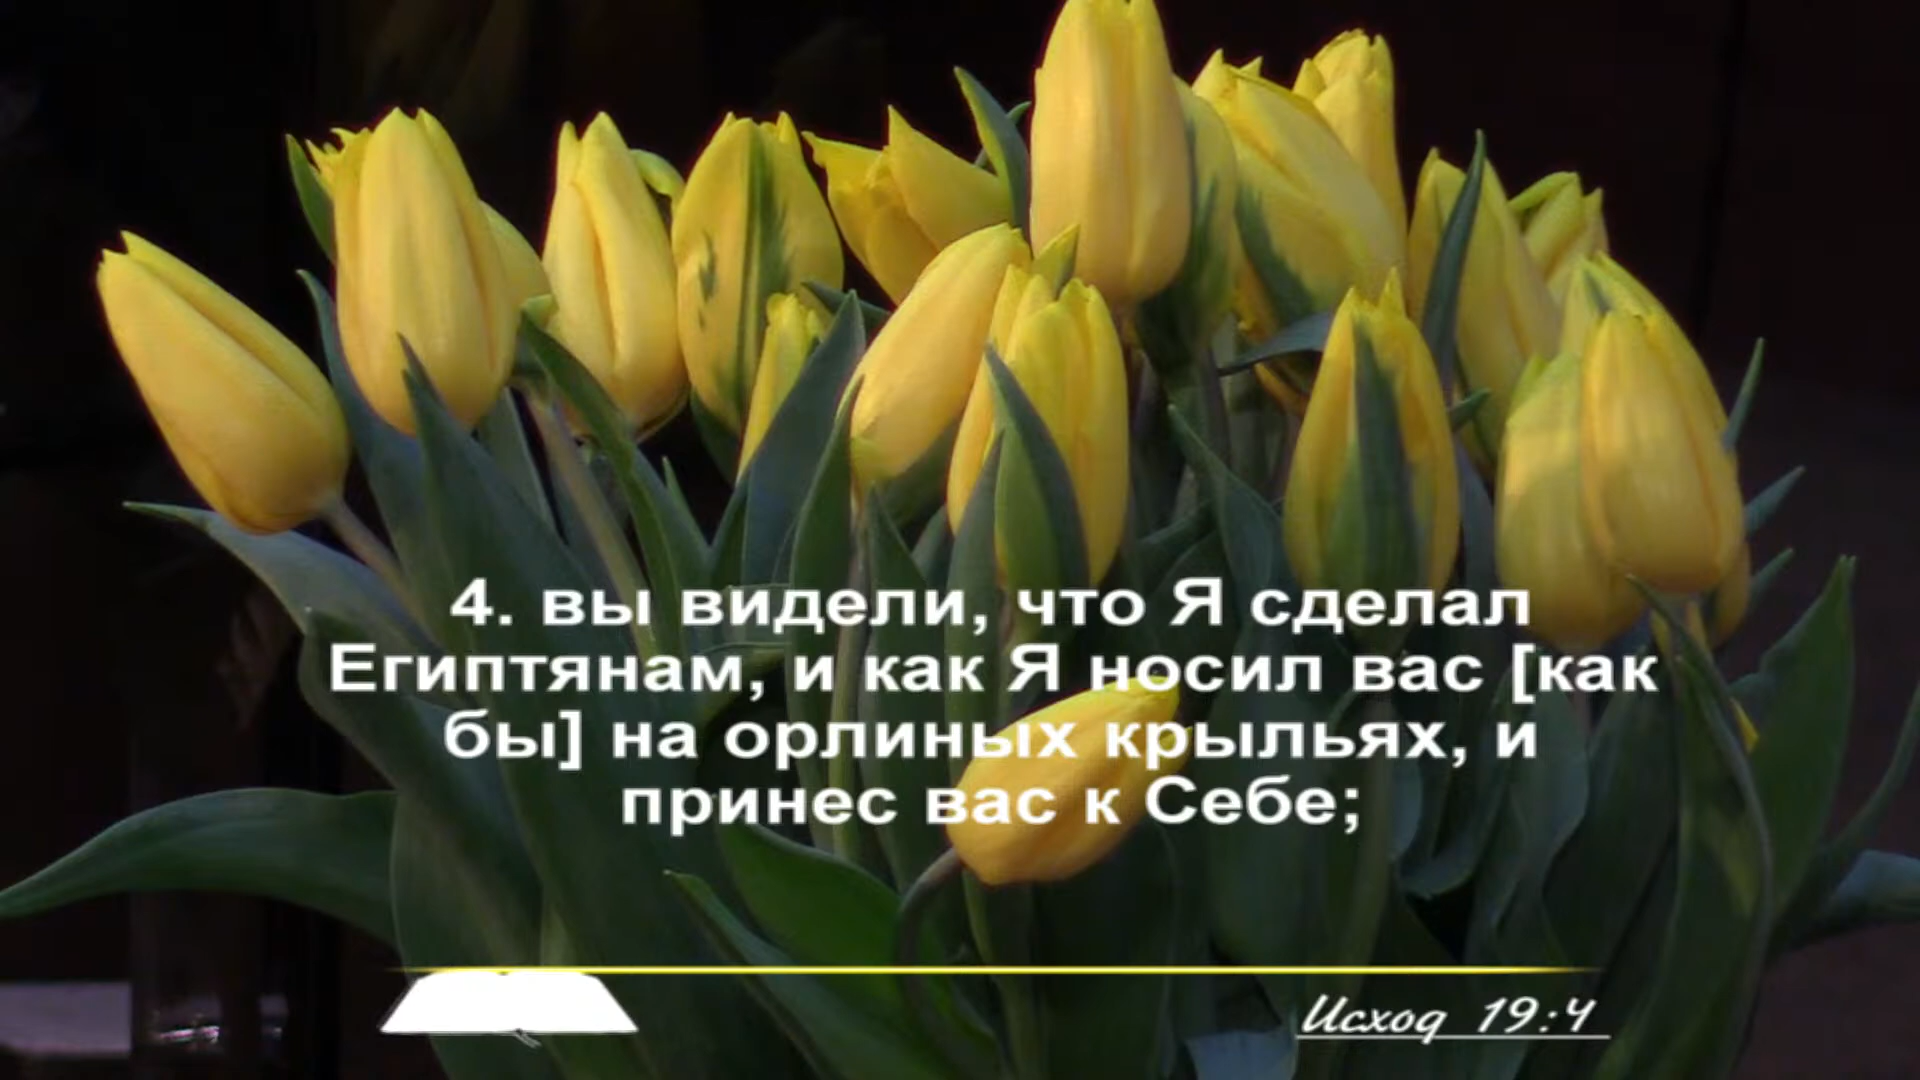 4. вы видели, что Я сделал
Египтянам, и как Я носил вас [как
бы] на орлиных крыльях, и
принес вас к Себе;
Исход 19:4